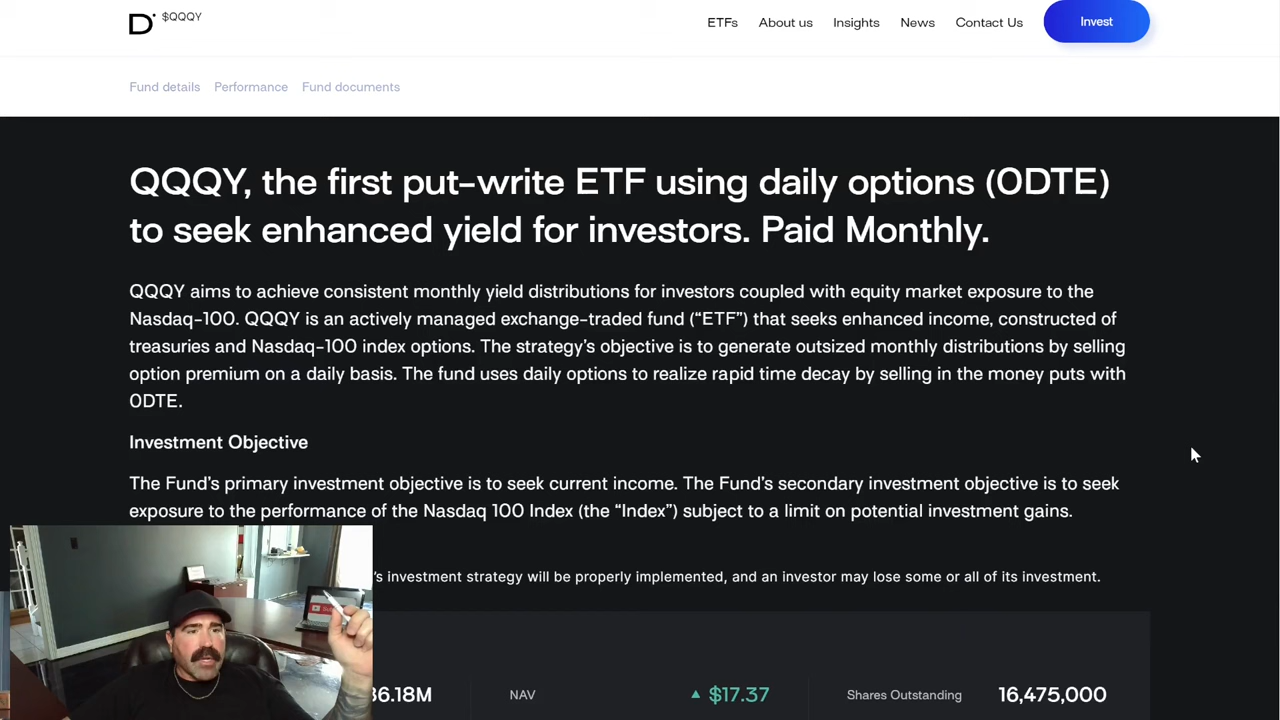 D $QQQY
ETFs About us Insights News Contact Us Invest
Fund details Performance Fund documents
QQQY, the first put-write ETF using daily options (0DTE)
to seek enhanced yield for investors. Paid Monthly.
QQQY aims to achieve consistent monthly yield distributions for investors coupled with equity market exposure to the
Nasdaq-100. QQQY is an actively managed exchange-traded fund (“ETF”) that seeks enhanced income, constructed of
treasuries and Nasdaq-100 index options. The strategy’s objective is to generate outsized monthly distributions by selling
option premium on a daily basis. The fund uses daily options to realize rapid time decay by selling in the money puts with
0DTE.
Investment Objective
The Fund’s primary investment objective is to seek current income. The Fund’s secondary investment objective is to seek
exposure to the performance of the Nasdaq 100 Index (the “Index”) subject to a limit on potential investment gains.
’s investment strategy will be properly implemented, and an investor may lose some or all of its investment.
36.18M NAV $17.37 Shares Outstanding 16,475,000